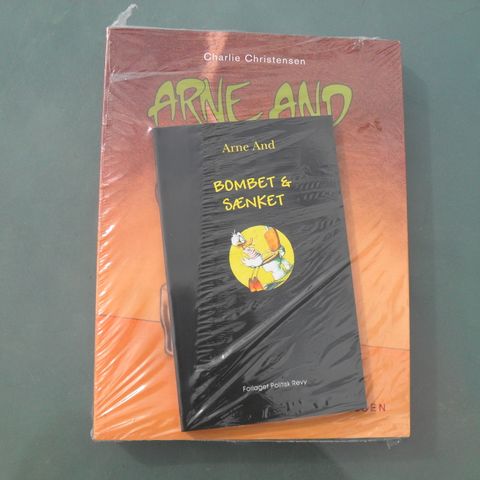 Charlie Christensen
ARNE AND
Arne And
BOMBET &
SÆNKET
Forlaget Politisk Revy